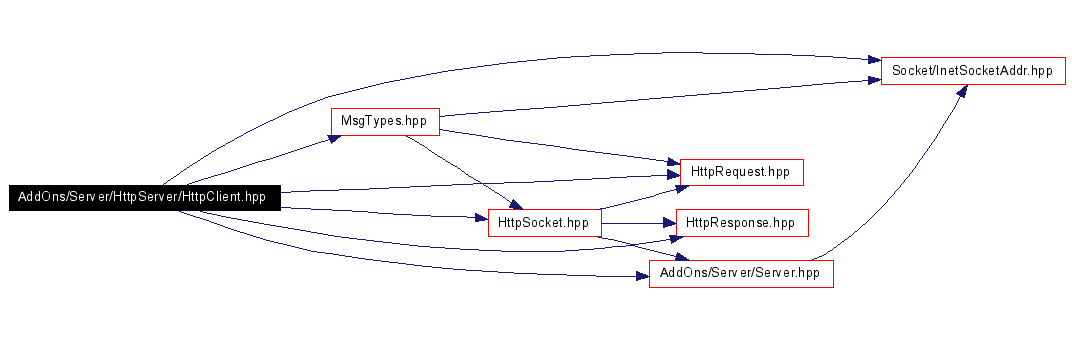 Socket/InetSocketAddr.hpp
MsgTypes.hpp
HttpRequest.hpp
AddOns/Server/HttpServer/HttpClient.hpp
HttpSocket.hpp
HttpResponse.hpp
AddOns/Server/Server.hpp